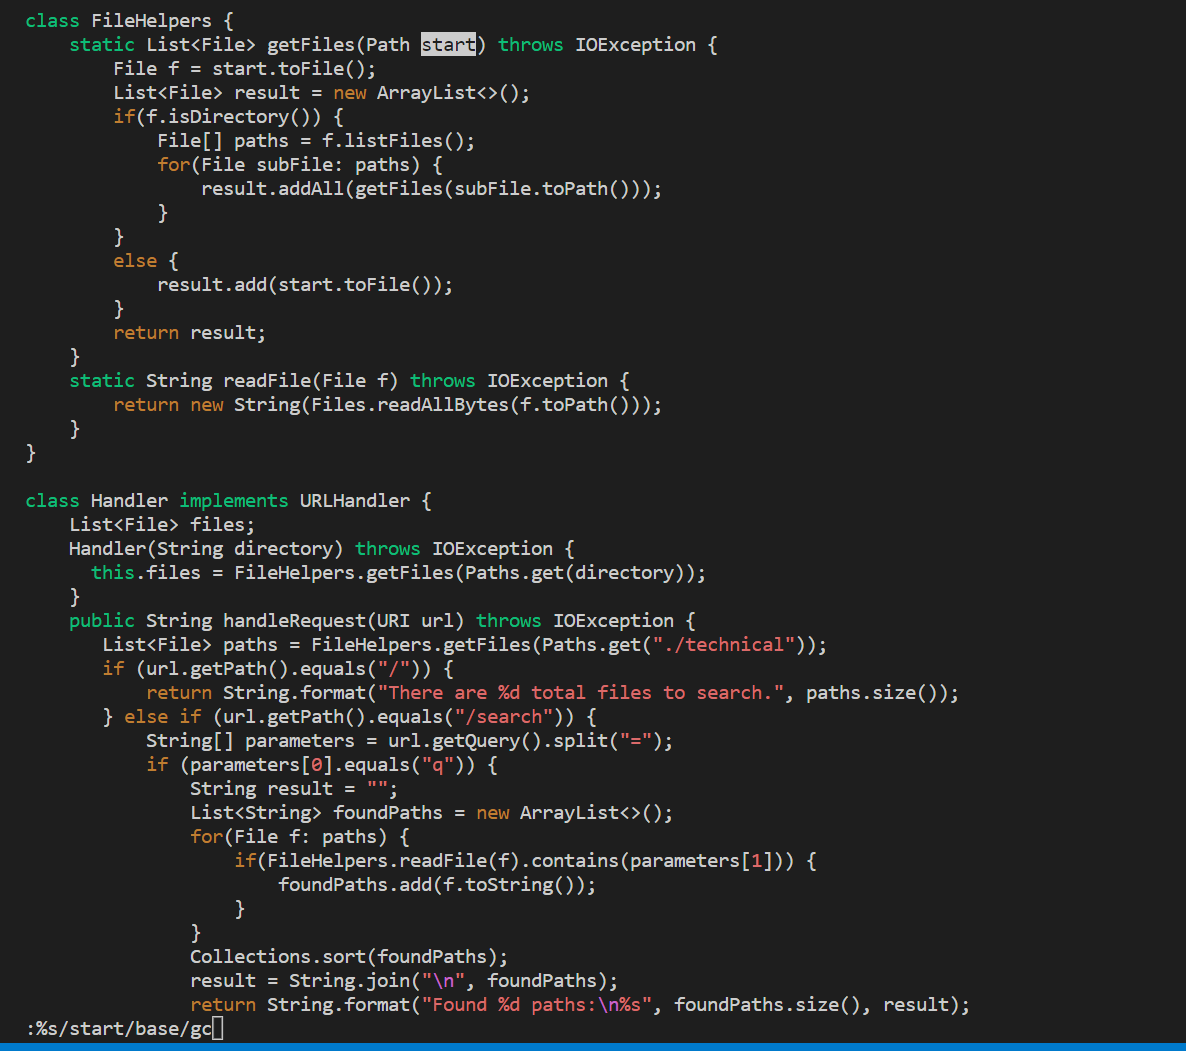 class FileHelpers {
    static List<File> getFiles(Path start) throws IOException {
        File f = start.toFile();
        List<File> result = new ArrayList<>();
        if(f.isDirectory()) {
            File[] paths = f.listFiles();
            for(File subFile: paths) {
                result.addAll(getFiles(subFile.toPath()));
            }
        }
        else {
            result.add(start.toFile());
        }
        return result;
    }
    static String readFile(File f) throws IOException {
        return new String(Files.readAllBytes(f.toPath()));
    }
}

class Handler implements URLHandler {
    List<File> files;
    Handler(String directory) throws IOException {
      this.files = FileHelpers.getFiles(Paths.get(directory));
    }
    public String handleRequest(URI url) throws IOException {
       List<File> paths = FileHelpers.getFiles(Paths.get("./technical"));
       if (url.getPath().equals("/")) {
           return String.format("There are %d total files to search.", paths.size());
       } else if (url.getPath().equals("/search")) {
           String[] parameters = url.getQuery().split("=");
           if (parameters[0].equals("q")) {
               String result = "";
               List<String> foundPaths = new ArrayList<>();
               for(File f: paths) {
                   if(FileHelpers.readFile(f).contains(parameters[1])) {
                       foundPaths.add(f.toString());
                   }
               }
               Collections.sort(foundPaths);
               result = String.join("\n", foundPaths);
               return String.format("Found %d paths:\n%s", foundPaths.size(), result);
:%s/start/base/gc